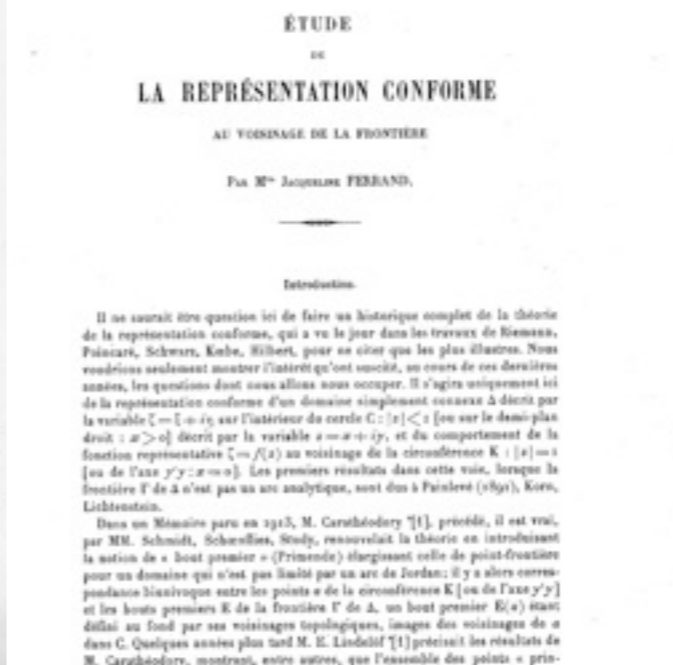 ÉTUDE
DE
LA REPRÉSENTATION CONFORME
AU VOISINAGE DE LA FRONTIÈRE
PAR Mlle JACQUELINE FERRAND.
Introduction.
Il ne saurait être question ici de faire un historique complet de la théorie
de la représentation conforme, qui a vu le jour dans les travaux de Riemann,
Poincaré, Schwarz, Kœbe, Hilbert, pour ne citer que les plus illustres. Nous
voudrions seulement montrer l'intérêt qu'ont suscité, au cours de ces dernières
années, les questions dont nous allons nous occuper. Il s'agira uniquement ici
de la représentation conforme d'un domaine simplement connexe Δ décrit par
la variable ζ = ξ + iη sur l'intérieur du cercle C : |z| < 1 [ou sur le demi-plan
droit : x > 0] décrit par la variable z = x + iy, et du comportement de la
fonction représentative ζ = f(z) au voisinage de la circonférence K : |z| = 1
[ou de l'axe y'y : x = 0]. Les premiers résultats dans cette voie, lorsque la
frontière Γ de Δ n'est pas un arc analytique, sont dus à Painlevé (1891), Korn,
Lichtenstein.
Dans un Mémoire paru en 1913, M. Carathéodory [1], précédé, il est vrai,
par MM. Schmidt, Schœnflies, Study, renouvelait la théorie en introduisant
la notion de « bout premier » (Primende) élargissant celle de point-frontière
pour un domaine qui n'est pas limité par un arc de Jordan; il y a alors corres-
pondance biunivoque entre les points a de la circonférence K [ou de l'axe y'y]
et les bouts premiers E de la frontière Γ de Δ, un bout premier E(a) étant
défini au fond par ses voisinages topologiques, images des voisinages de a
dans C. Quelques années plus tard M. E. Lindelöf [1] précisait les résultats de
M. Carathéodory, montrant, entre autres, que l'ensemble des points « prin-